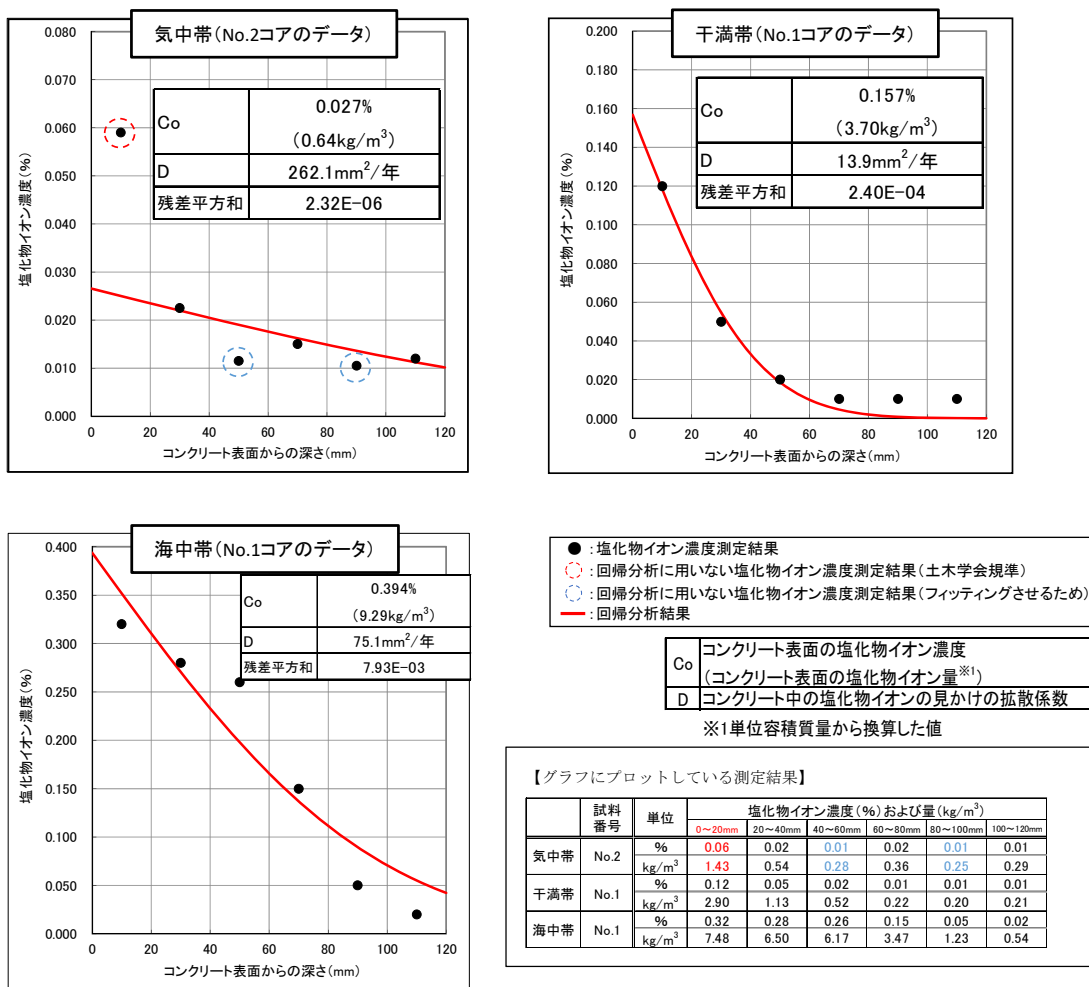 気中帯(No.2コアのデータ)
Co
0.027%
(0.64kg/m³)
D
262.1mm²/年
残差平方和
2.32E-06
塩化物イオン濃度(%)
0.080
0.070
0.060
0.050
0.040
0.030
0.020
0.010
0.000
0 20 40 60 80 100 120
コンクリート表面からの深さ(mm)
干満帯(No.1コアのデータ)
Co
0.157%
(3.70kg/m³)
D
13.9mm²/年
残差平方和
2.40E-04
塩化物イオン濃度(%)
0.200
0.180
0.160
0.140
0.120
0.100
0.080
0.060
0.040
0.020
0.000
0 20 40 60 80 100 120
コンクリート表面からの深さ(mm)
海中帯(No.1コアのデータ)
Co
0.394%
(9.29kg/m³)
D
75.1mm²/年
残差平方和
7.93E-03
塩化物イオン濃度(%)
0.400
0.350
0.300
0.250
0.200
0.150
0.100
0.050
0.000
0 20 40 60 80 100 120
コンクリート表面からの深さ(mm)
:塩化物イオン濃度測定結果
:回帰分析に用いない塩化物イオン濃度測定結果(土木学会規準)
:回帰分析に用いない塩化物イオン濃度測定結果(フィッティングさせるため)
:回帰分析結果
Co コンクリート表面の塩化物イオン濃度
(コンクリート表面の塩化物イオン量※1)
D コンクリート中の塩化物イオンの見かけの拡散係数
※1単位容積質量から換算した値
【グラフにプロットしている測定結果】
試料番号 単位 塩化物イオン濃度(%)および量(kg/m³)
0~20mm 20~40mm 40~60mm 60~80mm 80~100mm 100~120mm
気中帯 No.2 % 0.06 0.02 0.01 0.02 0.01 0.01
kg/m³ 1.43 0.54 0.28 0.36 0.25 0.29
干満帯 No.1 % 0.12 0.05 0.02 0.01 0.01 0.01
kg/m³ 2.90 1.13 0.52 0.22 0.20 0.21
海中帯 No.1 % 0.32 0.28 0.26 0.15 0.05 0.02
kg/m³ 7.48 6.50 6.17 3.47 1.23 0.54